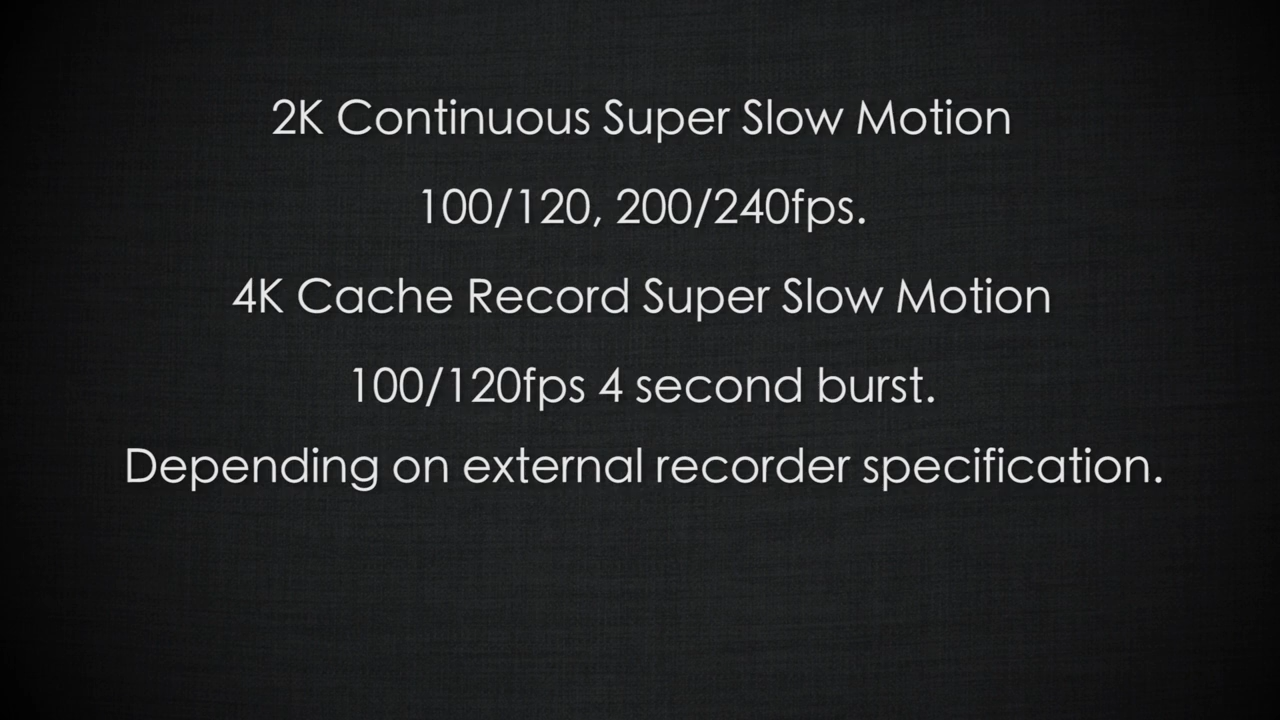 2K Continuous Super Slow Motion
100/120, 200/240fps.
4K Cache Record Super Slow Motion
100/120fps 4 second burst.
Depending on external recorder specification.